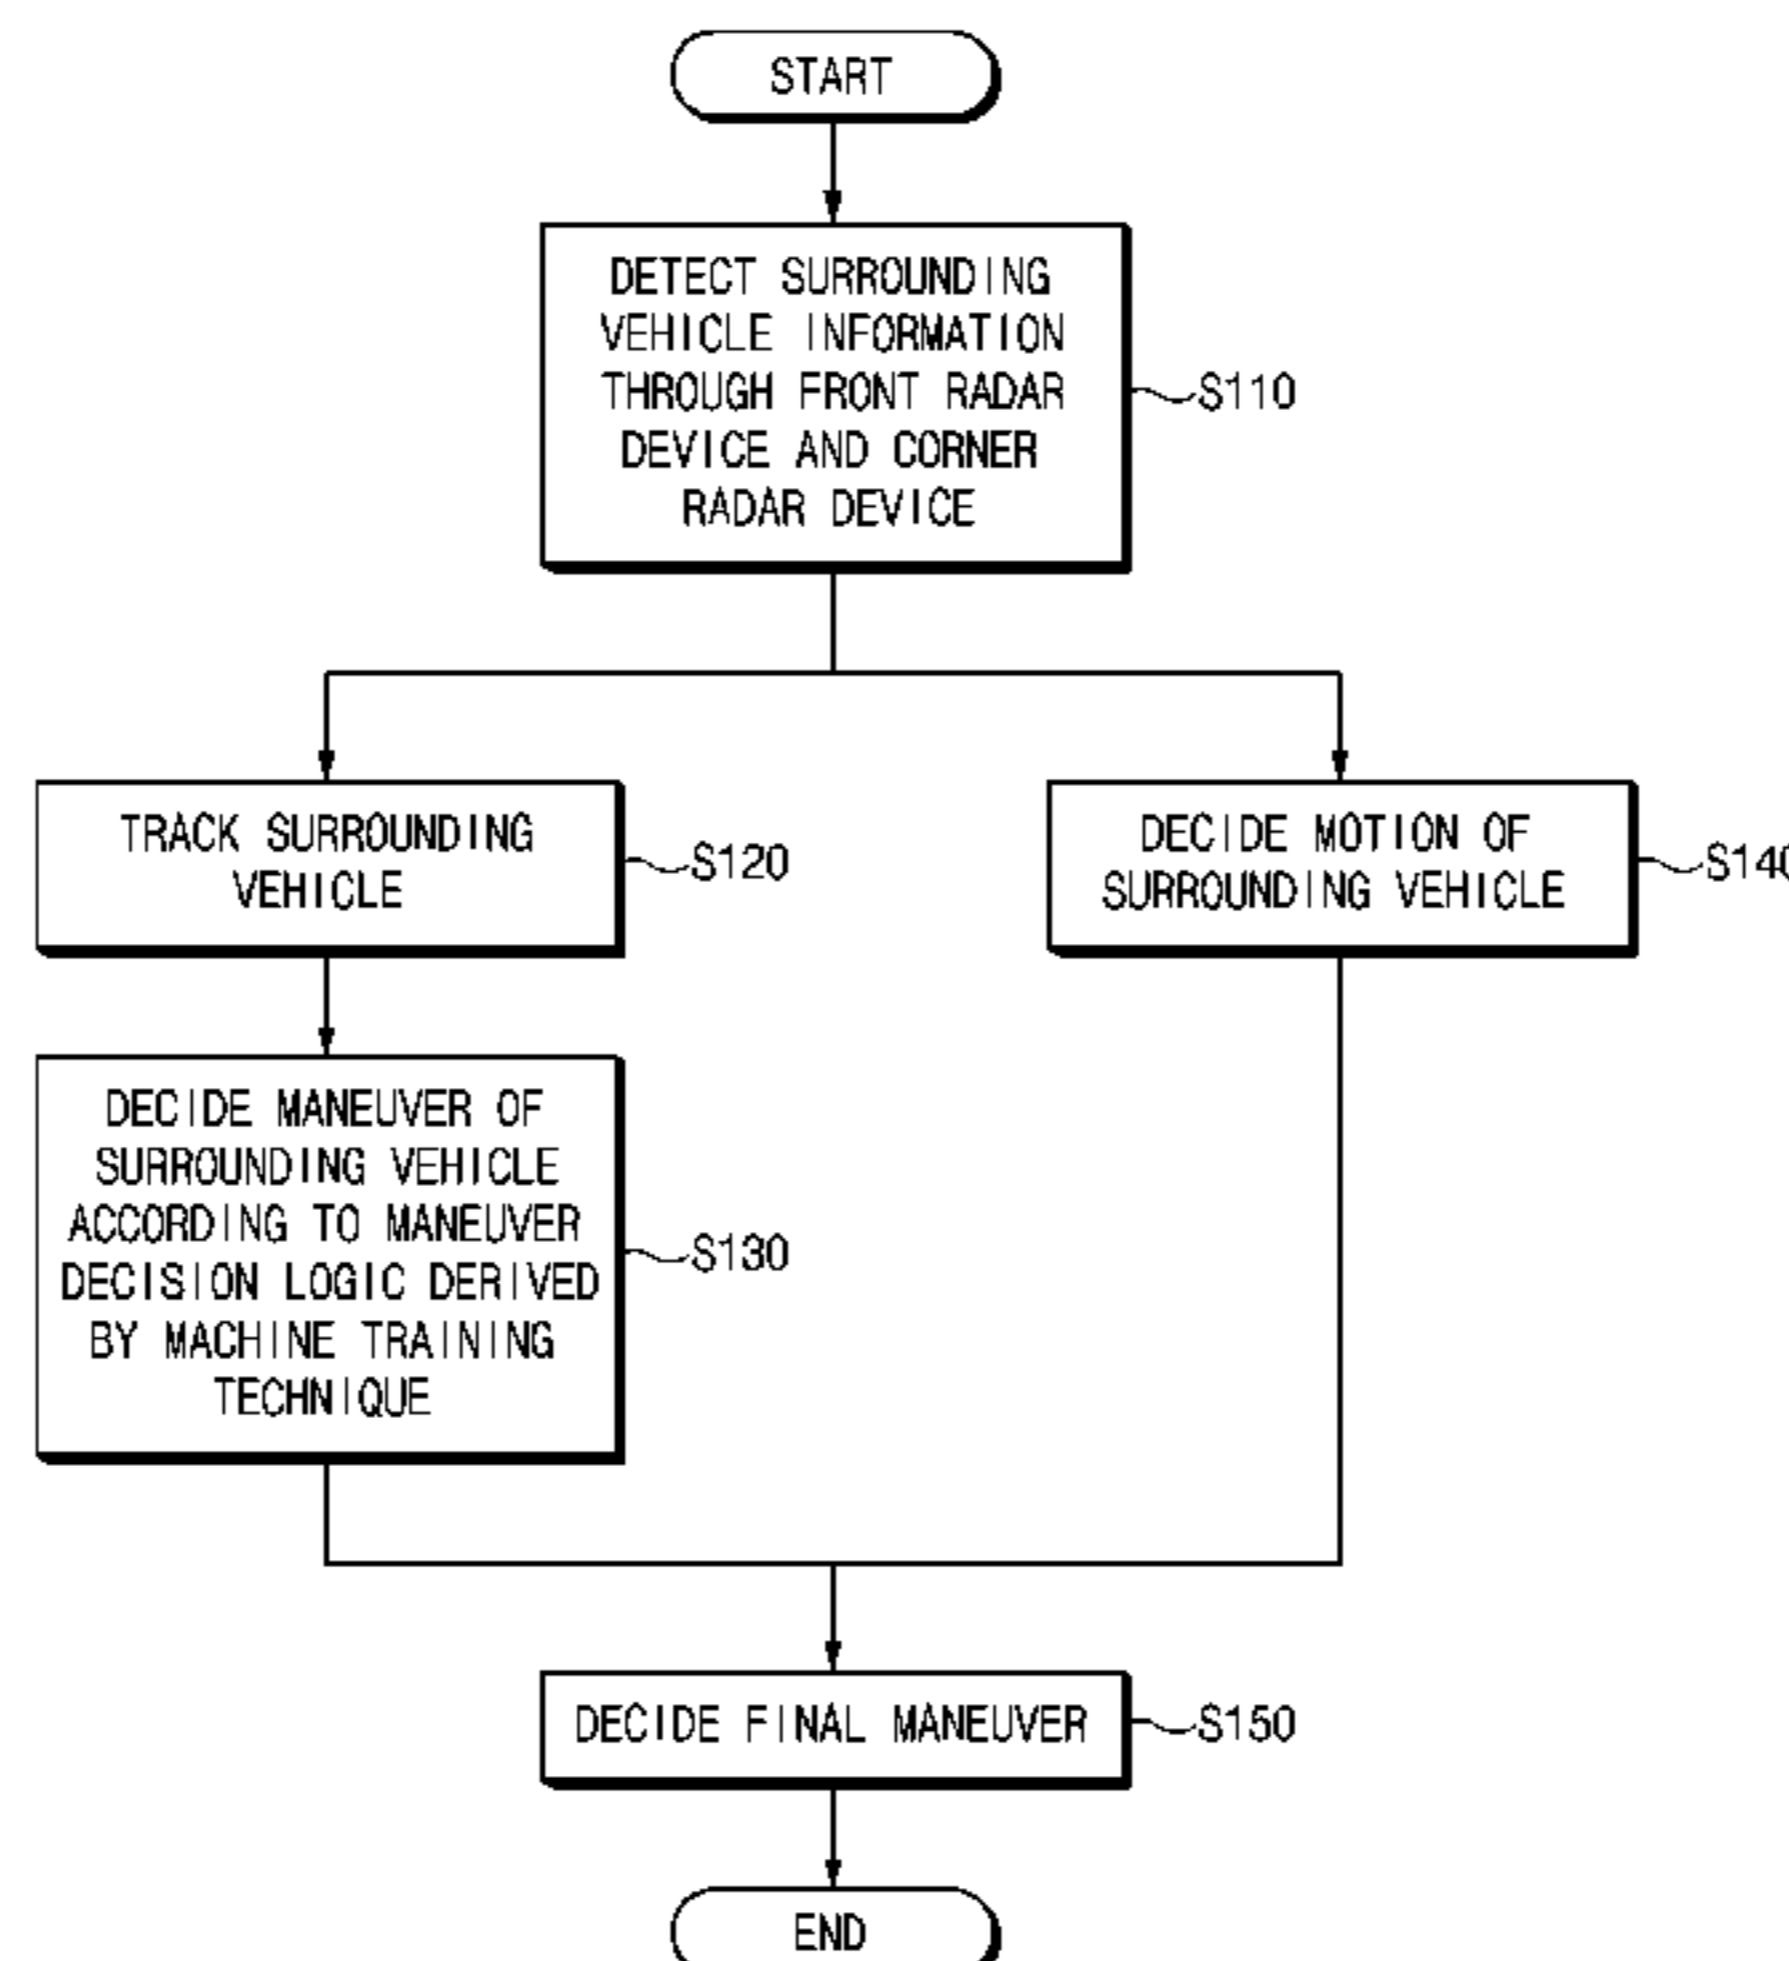 START
DETECT SURROUNDING
VEHICLE INFORMATION
THROUGH FRONT RADAR
DEVICE AND CORNER
RADAR DEVICE
S110
TRACK SURROUNDING
VEHICLE
S120
DECIDE MOTION OF
SURROUNDING VEHICLE
S140
DECIDE MANEUVER OF
SURROUNDING VEHICLE
ACCORDING TO MANEUVER
DECISION LOGIC DERIVED
BY MACHINE TRAINING
TECHNIQUE
S130
DECIDE FINAL MANEUVER
S150
END